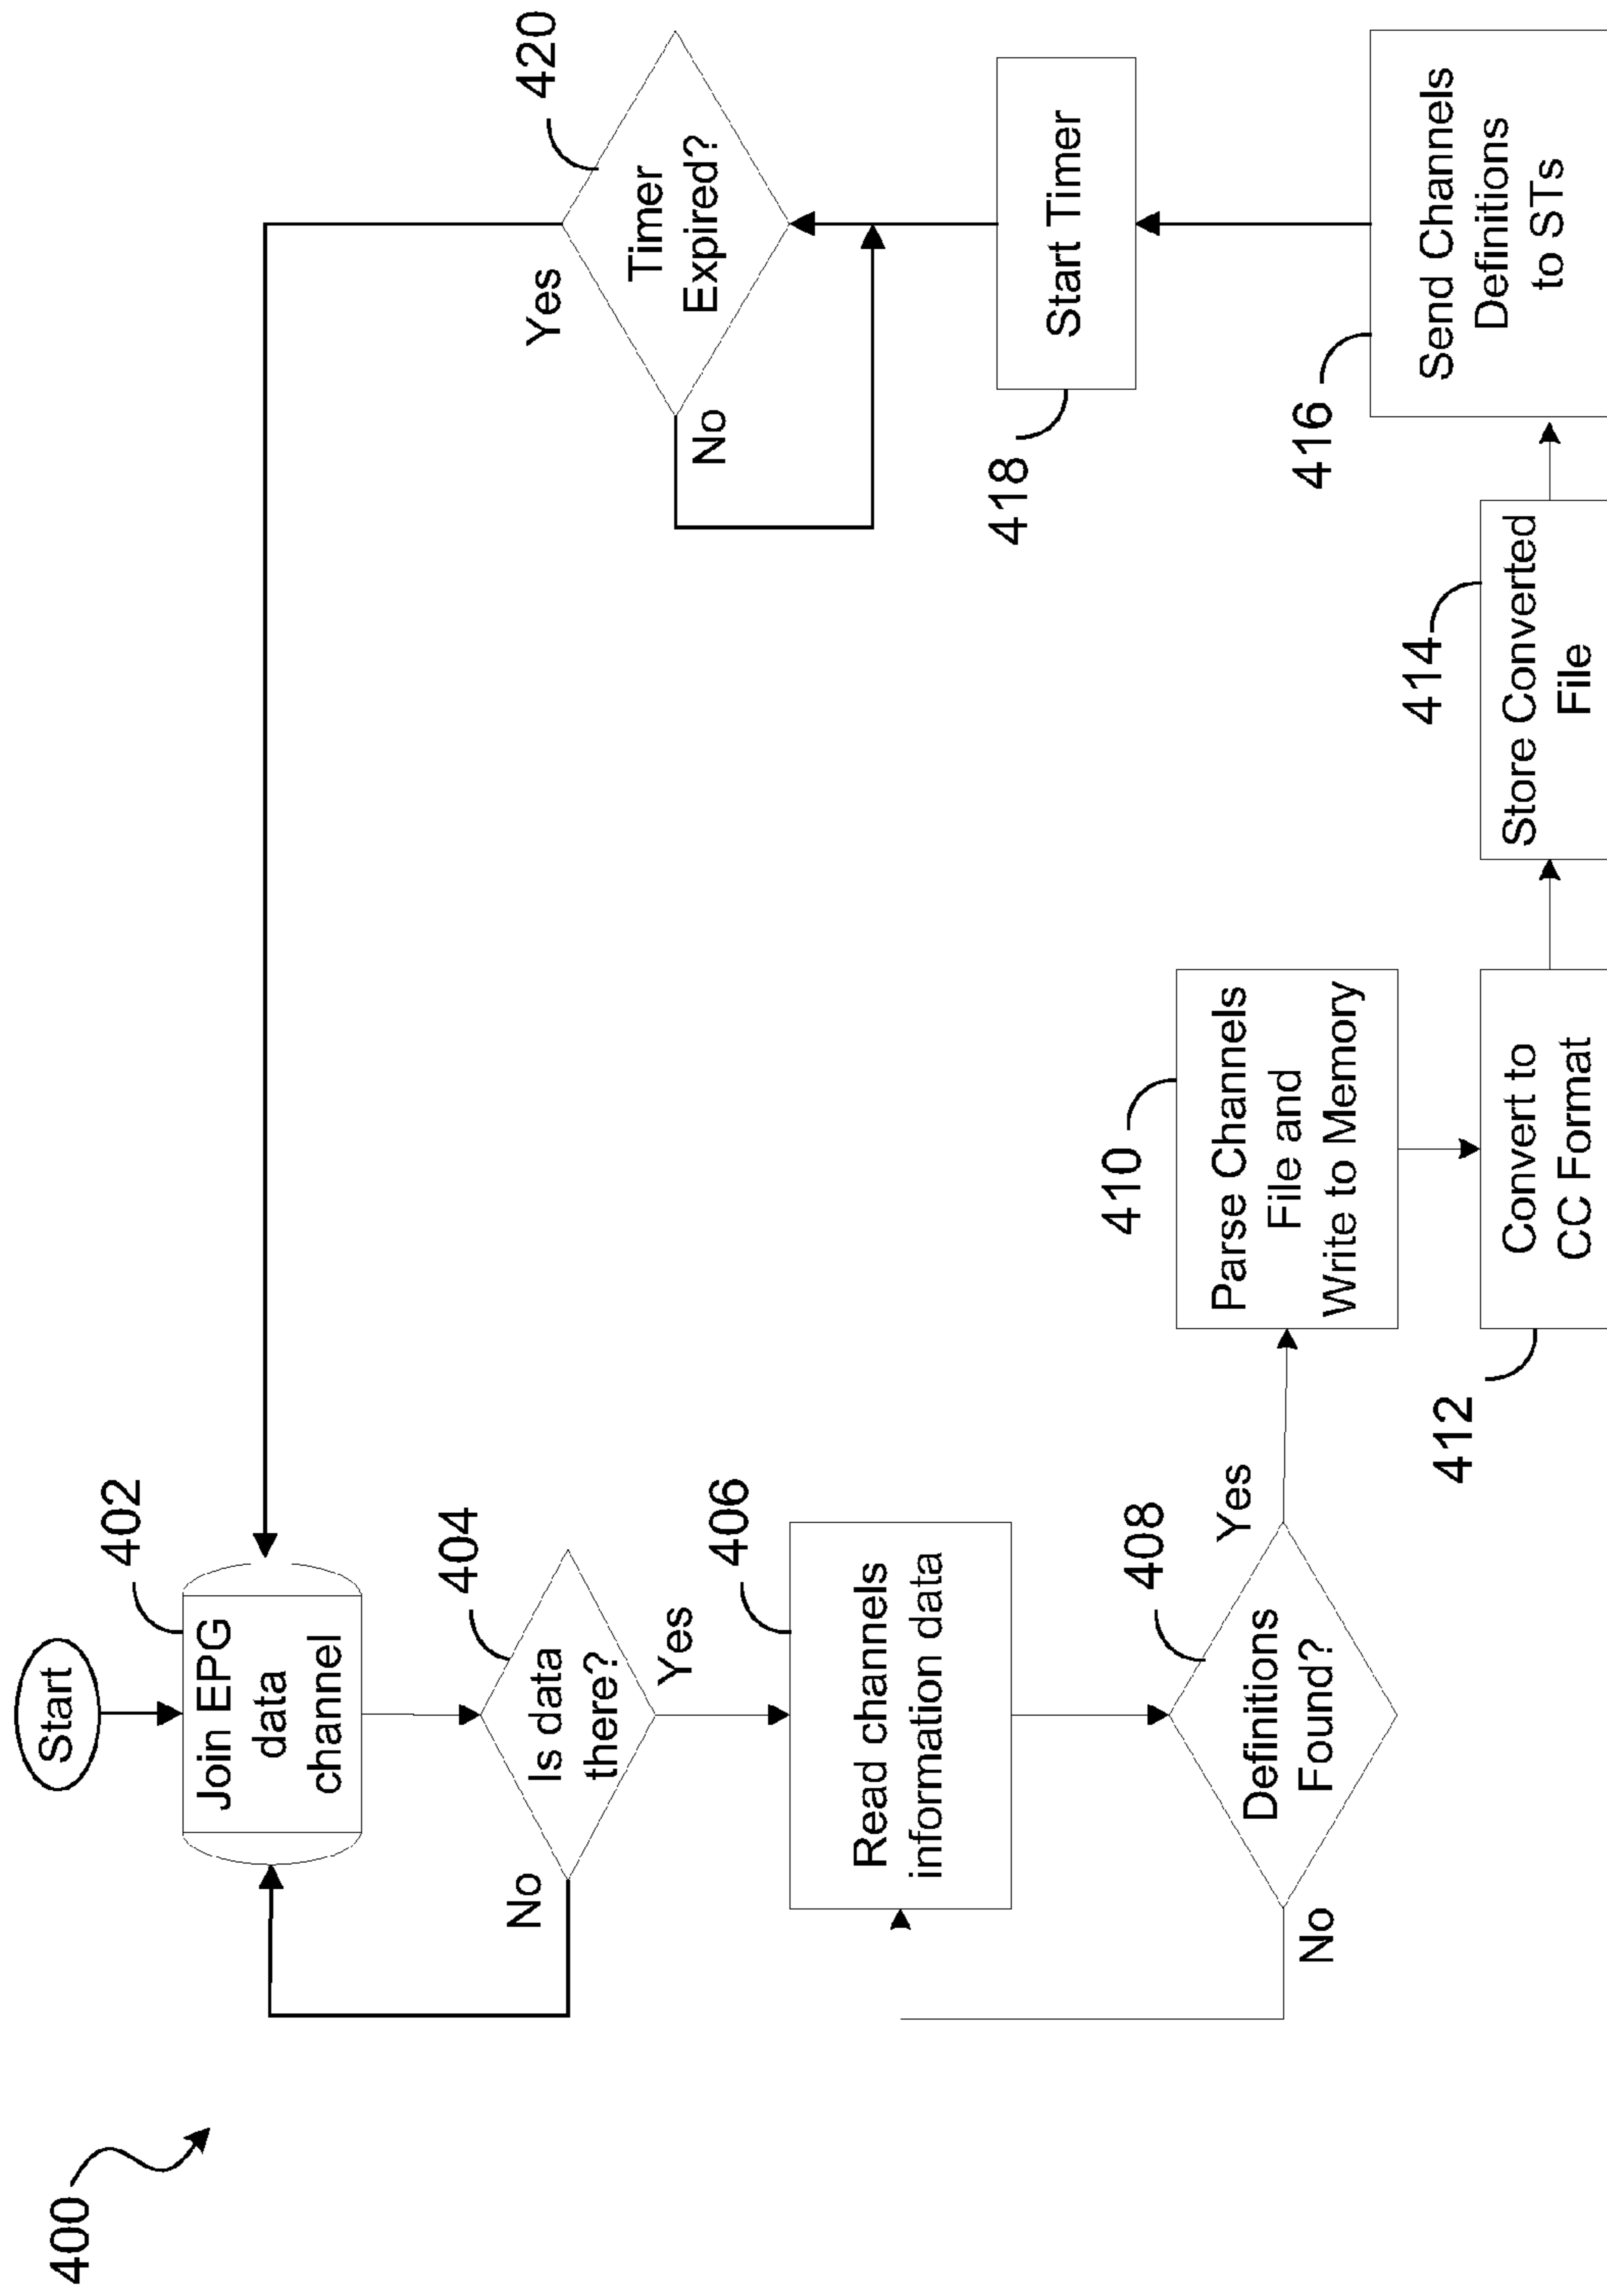 400
Start
402
Join EPG
data
channel
404
Is data
there?
No
Yes
406
Read channels
information data
408
Definitions
Found?
No
Yes
410
Parse Channels
File and
Write to Memory
412
Convert to
CC Format
414
Store Converted
File
416
Send Channels
Definitions
to STs
418
Start Timer
420
Timer
Expired?
No
Yes